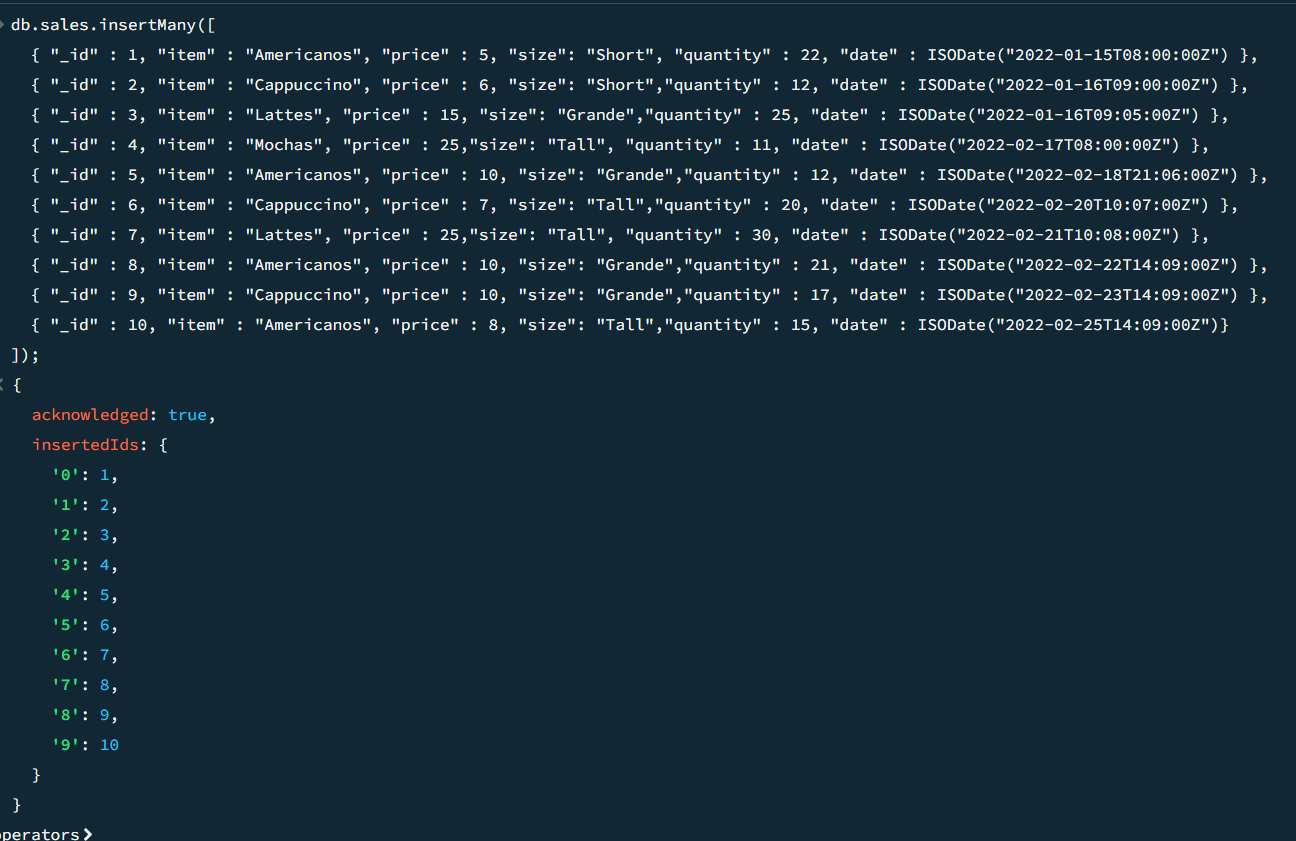 db.sales.insertMany([
{ "_id" : 1, "item" : "Americanos", "price" : 5, "size": "Short", "quantity" : 22, "date" : ISODate("2022-01-15T08:00:00Z") },
{ "_id" : 2, "item" : "Cappuccino", "price" : 6, "size": "Short","quantity" : 12, "date" : ISODate("2022-01-16T09:00:00Z") },
{ "_id" : 3, "item" : "Lattes", "price" : 15, "size": "Grande","quantity" : 25, "date" : ISODate("2022-01-16T09:05:00Z") },
{ "_id" : 4, "item" : "Mochas", "price" : 25,"size": "Tall", "quantity" : 11, "date" : ISODate("2022-02-17T08:00:00Z") },
{ "_id" : 5, "item" : "Americanos", "price" : 10, "size": "Grande","quantity" : 12, "date" : ISODate("2022-02-18T21:06:00Z") },
{ "_id" : 6, "item" : "Cappuccino", "price" : 7, "size": "Tall","quantity" : 20, "date" : ISODate("2022-02-20T10:07:00Z") },
{ "_id" : 7, "item" : "Lattes", "price" : 25,"size": "Tall", "quantity" : 30, "date" : ISODate("2022-02-21T10:08:00Z") },
{ "_id" : 8, "item" : "Americanos", "price" : 10, "size": "Grande","quantity" : 21, "date" : ISODate("2022-02-22T14:09:00Z") },
{ "_id" : 9, "item" : "Cappuccino", "price" : 10, "size": "Grande","quantity" : 17, "date" : ISODate("2022-02-23T14:09:00Z") },
{ "_id" : 10, "item" : "Americanos", "price" : 8, "size": "Tall","quantity" : 15, "date" : ISODate("2022-02-25T14:09:00Z")}
]);
{
acknowledged: true,
insertedIds: {
'0': 1,
'1': 2,
'2': 3,
'3': 4,
'4': 5,
'5': 6,
'6': 7,
'7': 8,
'8': 9,
'9': 10
}
}
operators>